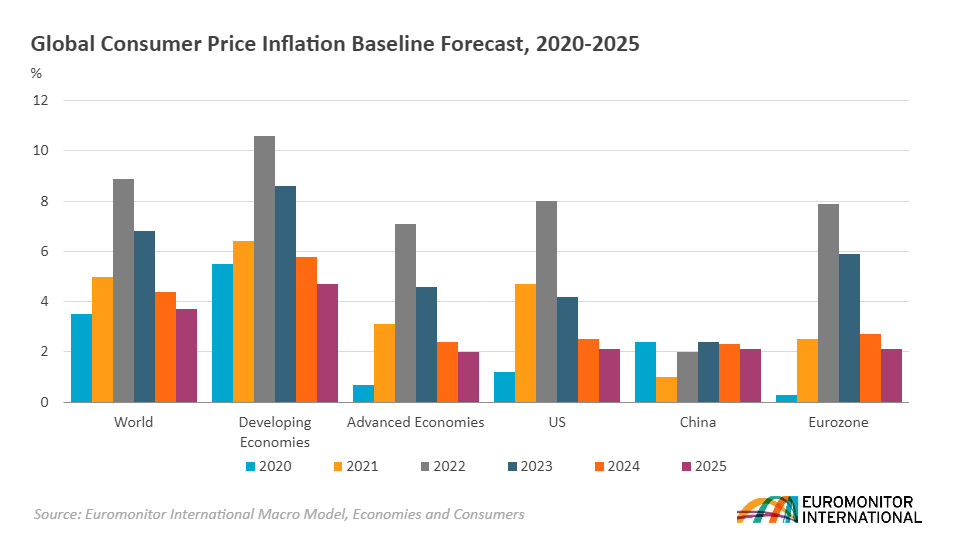 Global Consumer Price Inflation Baseline Forecast, 2020-2025
%
12
10
8
6
4
2
0
World
Developing
Economies
Advanced Economies
US
China
Eurozone
2020 2021 2022 2023 2024 2025
Source: Euromonitor International Macro Model, Economies and Consumers
EUROMONITOR
INTERNATIONAL